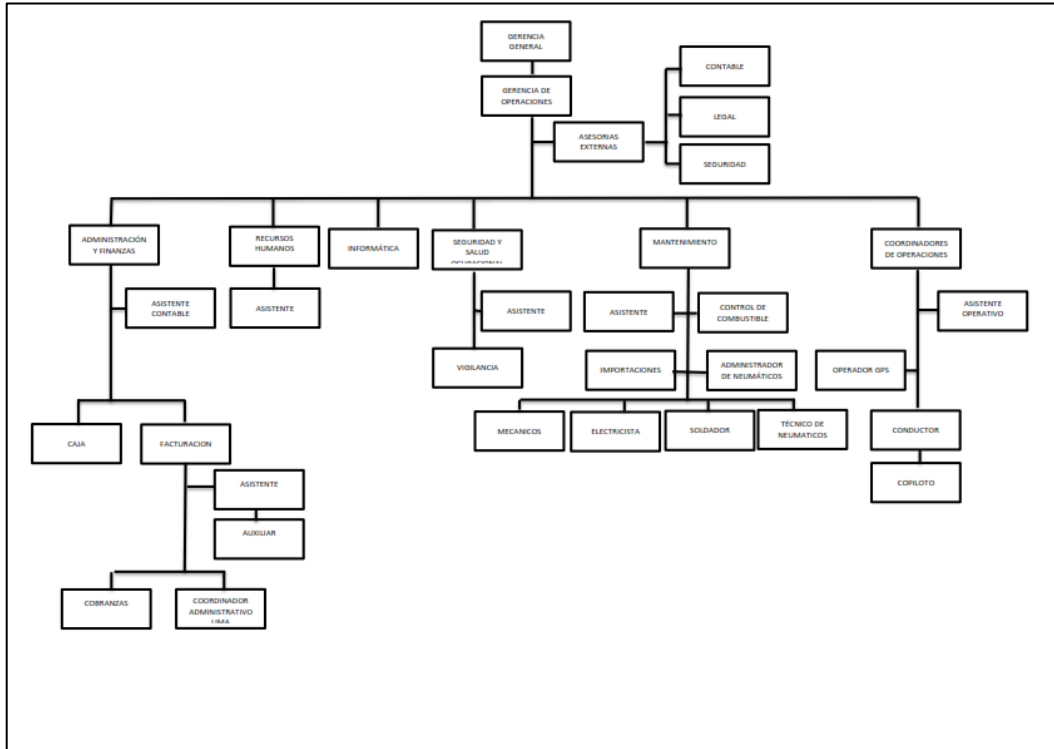 GERENCIA
GENERAL
GERENCIA DE
OPERACIONES
ASESORIAS
EXTERNAS
CONTABLE
LEGAL
SEGURIDAD
ADMINISTRACIÓN
Y FINANZAS
RECURSOS
HUMANOS
INFORMÁTICA
SEGURIDAD Y
SALUD
OCUPACIONAL
MANTENIMIENTO
COORDINADORES
DE OPERACIONES
ASISTENTE
CONTABLE
ASISTENTE
ASISTENTE
ASISTENTE
CONTROL DE
COMBUSTIBLE
ASISTENTE
OPERATIVO
VIGILANCIA
IMPORTACIONES
ADMINISTRADOR
DE NEUMÁTICOS
OPERADOR GPS
CAJA
FACTURACION
MECANICOS
ELECTRICISTA
SOLDADOR
TÉCNICO DE
NEUMATICOS
CONDUCTOR
ASISTENTE
COPILOTO
AUXILIAR
COBRANZAS
COORDINADOR
ADMINISTRATIVO
LIMA